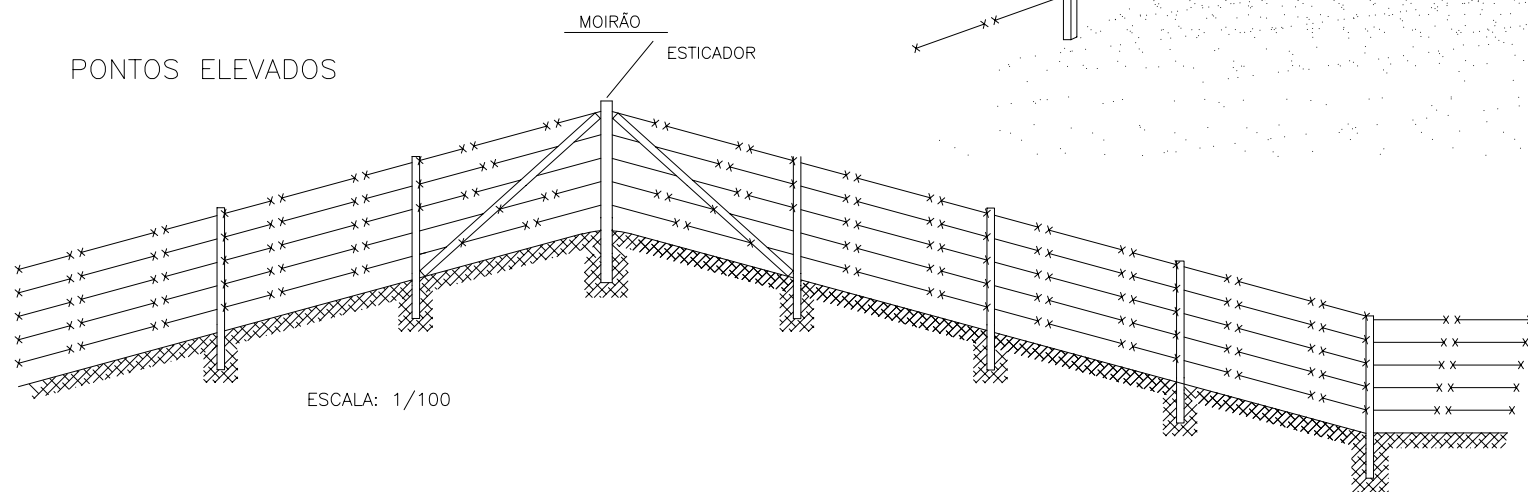 MOIRÃO
ESTICADOR
PONTOS ELEVADOS
ESCALA: 1/100